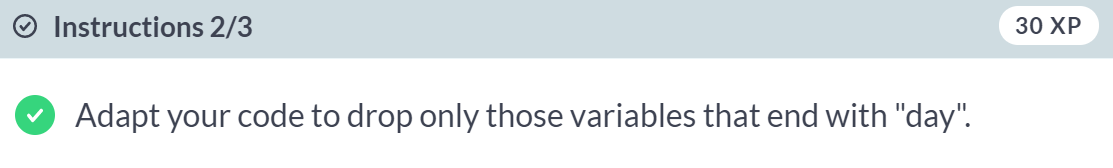 Instructions 2/3
30 XP
Adapt your code to drop only those variables that end with "day".